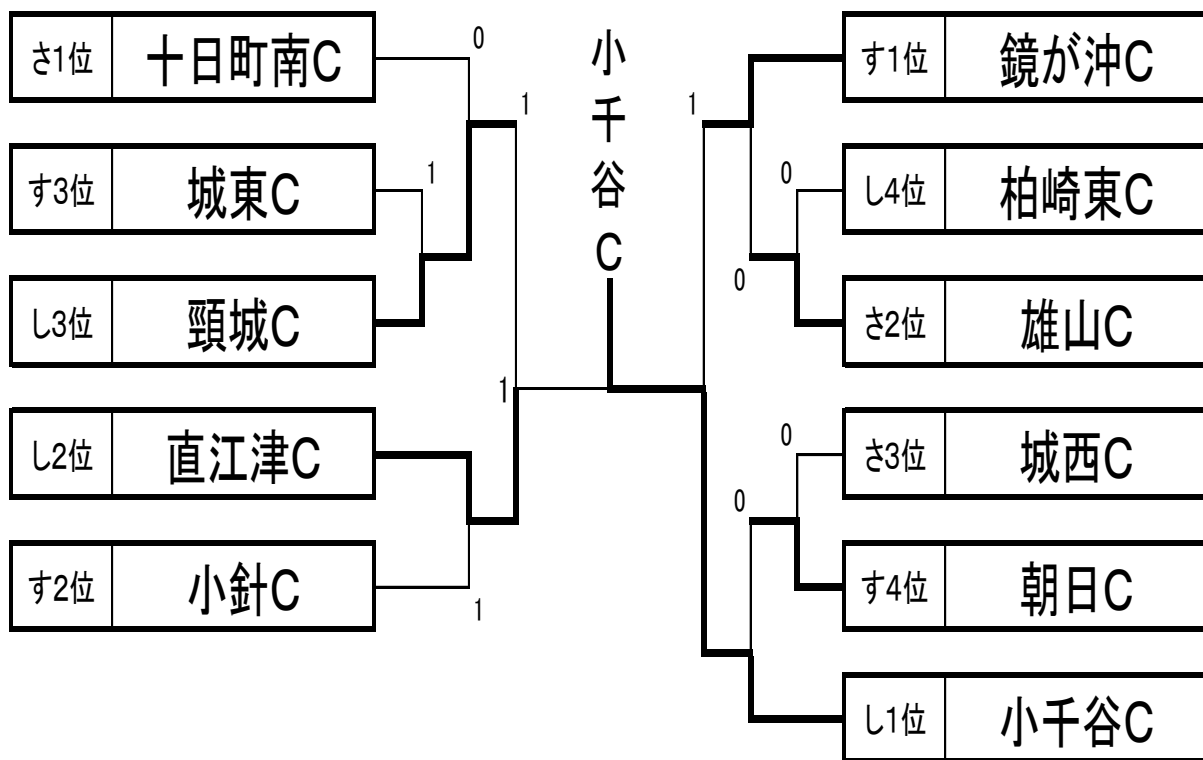 さ1位 十日町南C
0
す3位 城東C
1
し3位 頸城C
1
し2位 直江津C
1
す2位 小針C
1
小千谷C
1
す1位 鏡が沖C
0
し4位 柏崎東C
0
さ2位 雄山C
0
さ3位 城西C
0
す4位 朝日C
し1位 小千谷C